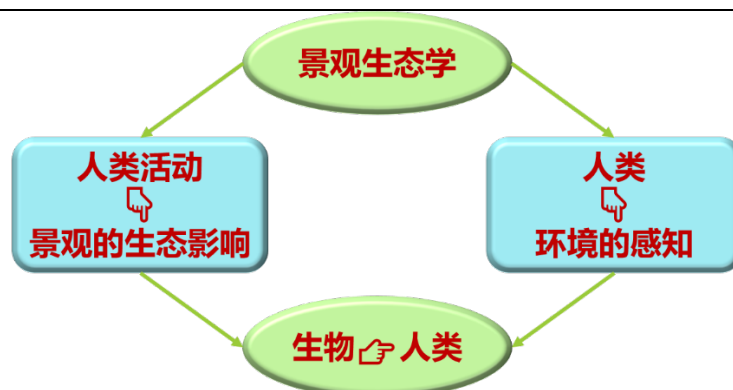 景观生态学
人类活动
👇
景观的生态影响
人类
👇
环境的感知
生物👉人类